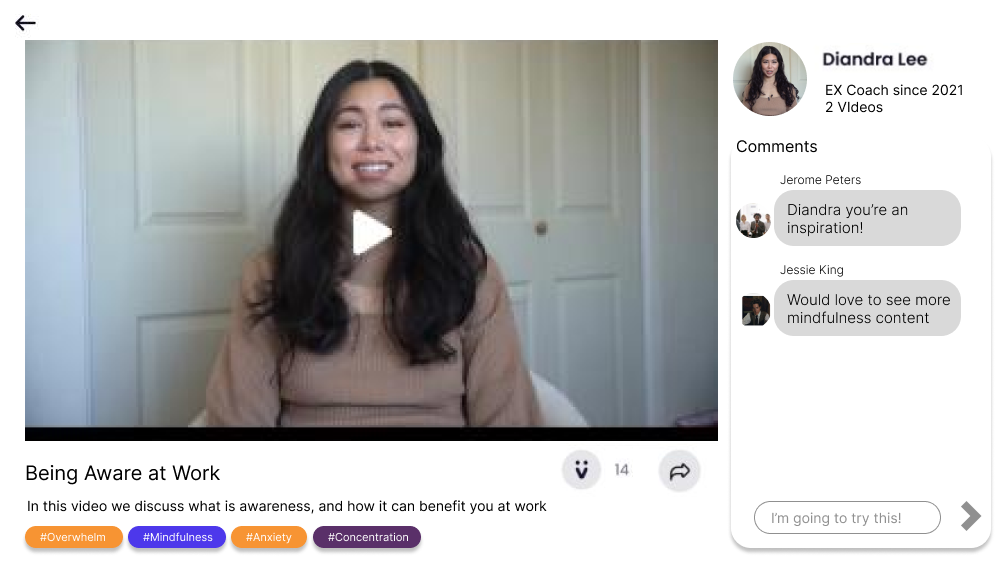 Diandra Lee
EX Coach since 2021
2 VIdeos
Comments
Jerome Peters
Diandra you’re an
inspiration!
Jessie King
Would love to see more
mindfulness content
I’m going to try this!
Being Aware at Work
14
In this video we discuss what is awareness, and how it can benefit you at work
#Overwhelm
#Mindfulness
#Anxiety
#Concentration